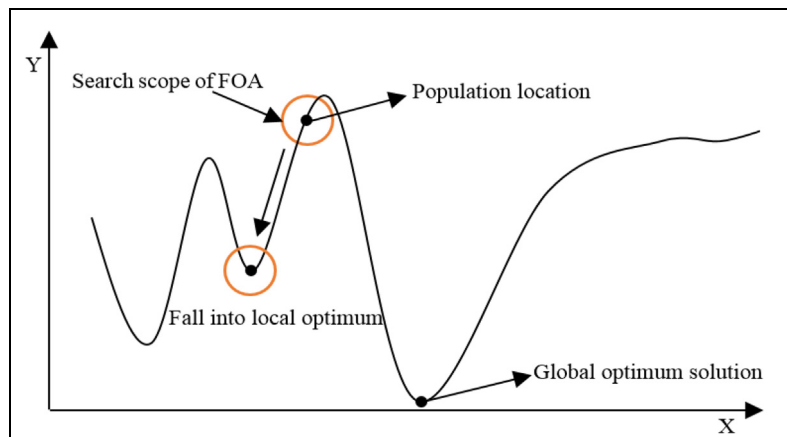 Y
Search scope of FOA
Population location
Fall into local optimum
Global optimum solution
X